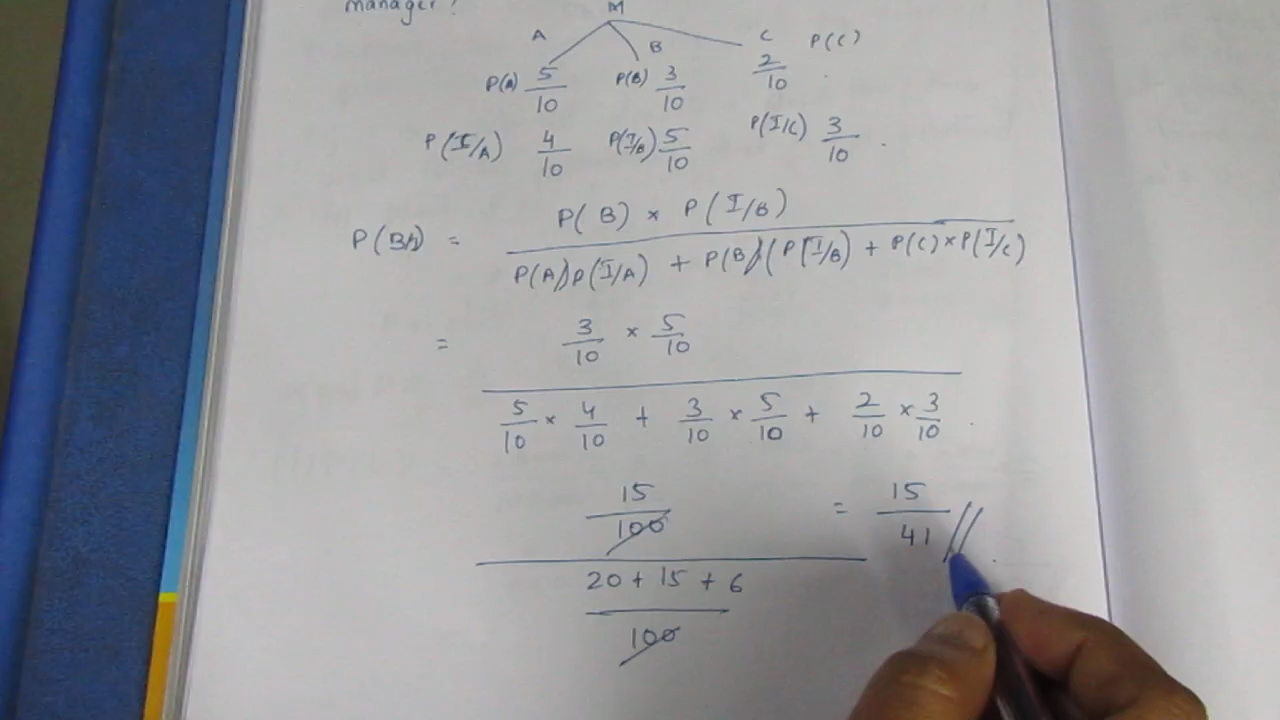 manager?
M
A B C P(C)
P(A) 5/10 P(B) 3/10 2/10
P(I/A) 4/10 P(I/B) 5/10 P(I/C) 3/10 .
P(B/I) = P(B) × P(I/B)
P(A)P(I/A) + P(B)(P(I/B) + P(C)×P(I/C)
= 3/10 × 5/10
5/10 × 4/10 + 3/10 × 5/10 + 2/10 × 3/10 .
15/100 = 15/41 //
20 + 15 + 6
100